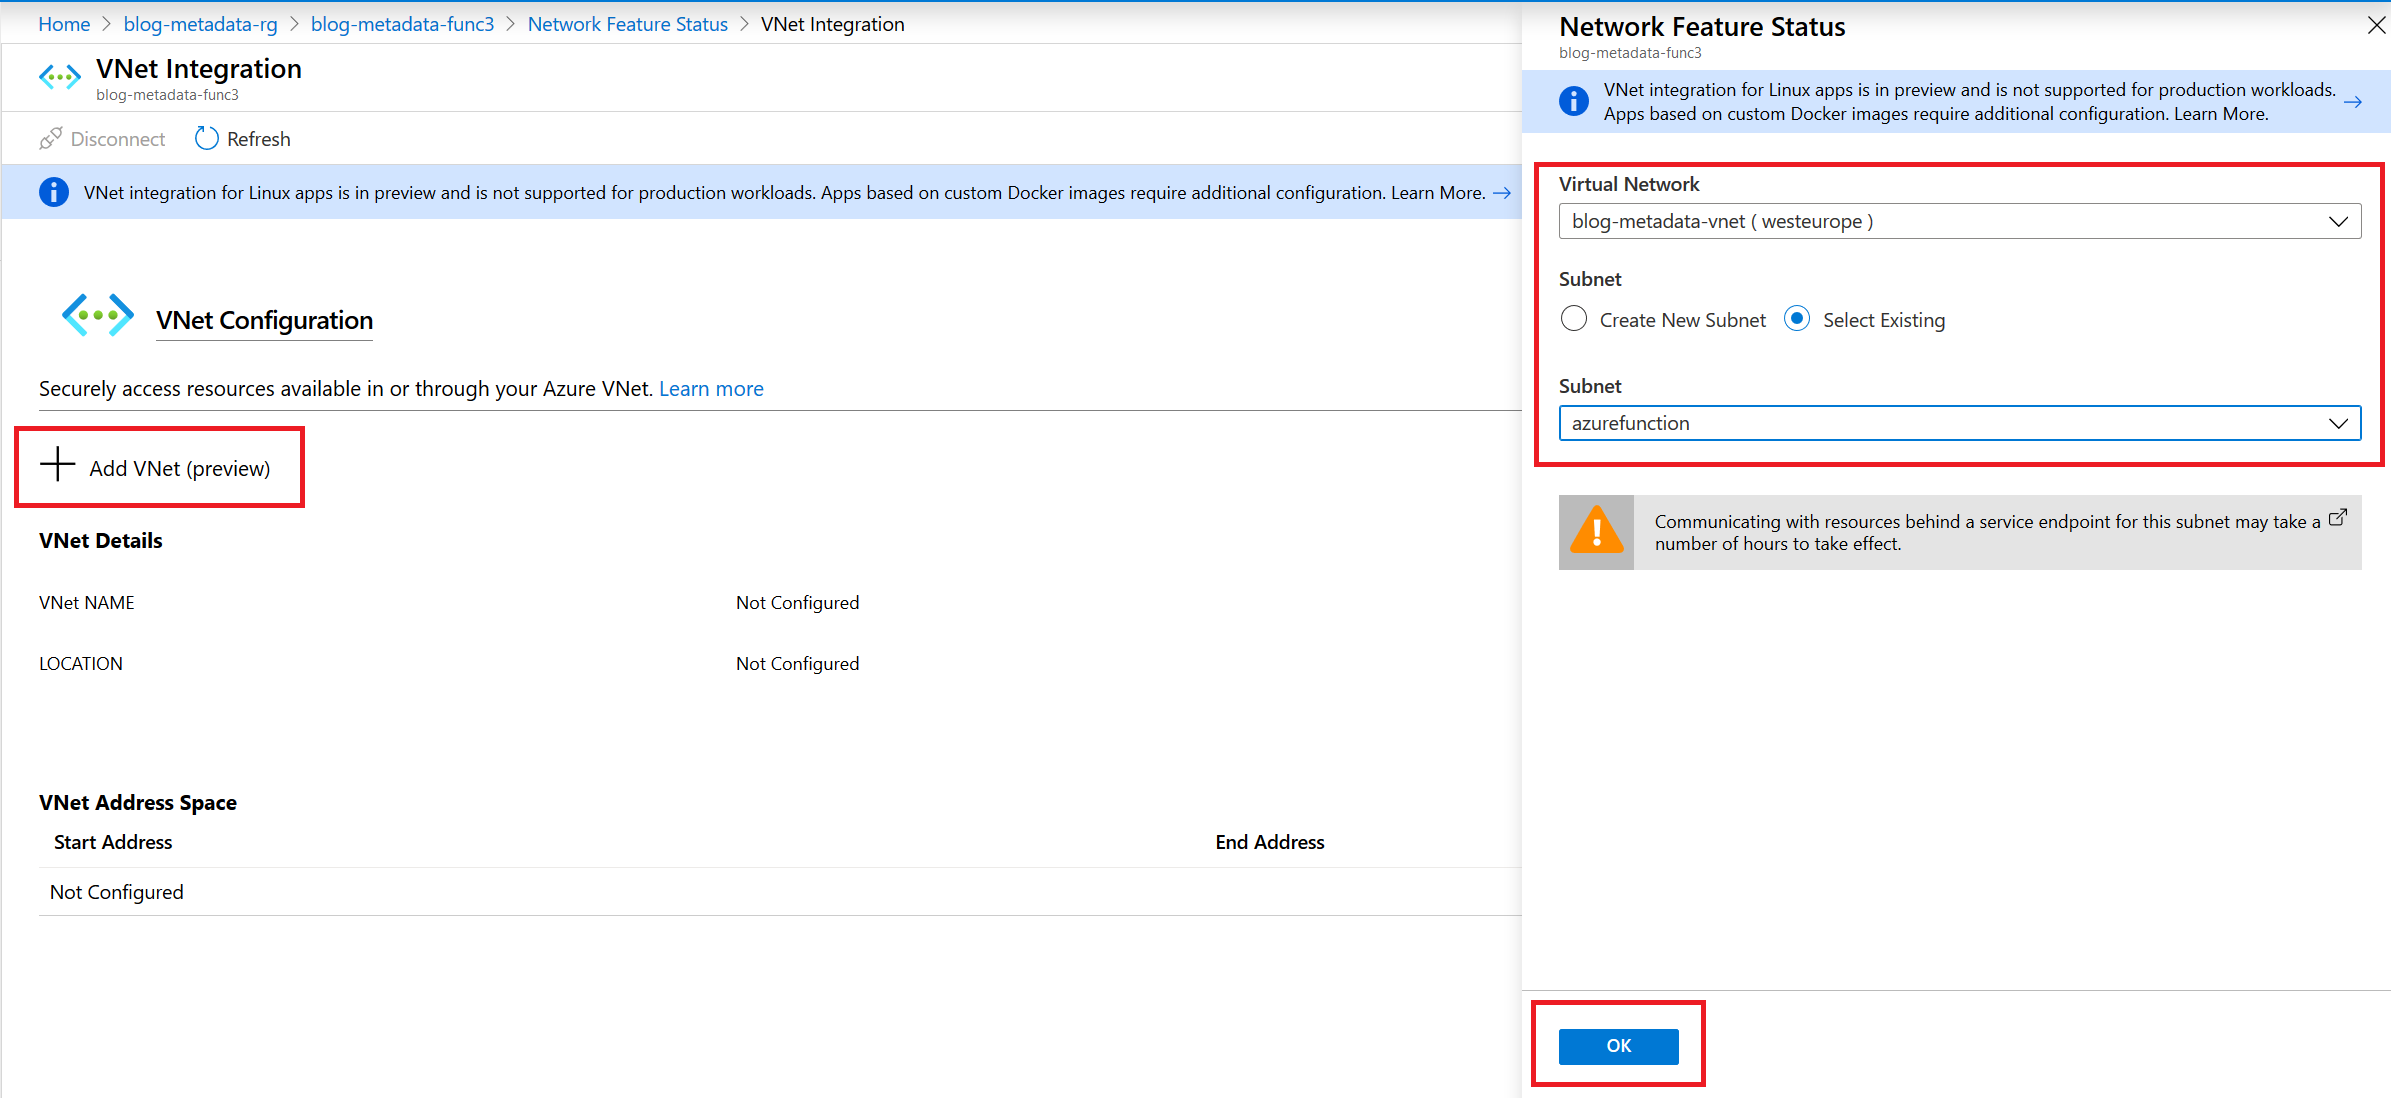 Home > blog-metadata-rg > blog-metadata-func3 > Network Feature Status > VNet Integration
VNet Integration
blog-metadata-func3
Disconnect Refresh
VNet integration for Linux apps is in preview and is not supported for production workloads. Apps based on custom Docker images require additional configuration. Learn More. →
VNet Configuration
Securely access resources available in or through your Azure VNet. Learn more
Add VNet (preview)
VNet Details
VNet NAME Not Configured
LOCATION Not Configured
VNet Address Space
Start Address End Address
Not Configured
Network Feature Status
blog-metadata-func3
VNet integration for Linux apps is in preview and is not supported for production workloads.
Apps based on custom Docker images require additional configuration. Learn More. →
Virtual Network
blog-metadata-vnet ( westeurope )
Subnet
Create New Subnet Select Existing
Subnet
azurefunction
Communicating with resources behind a service endpoint for this subnet may take a
number of hours to take effect.
OK